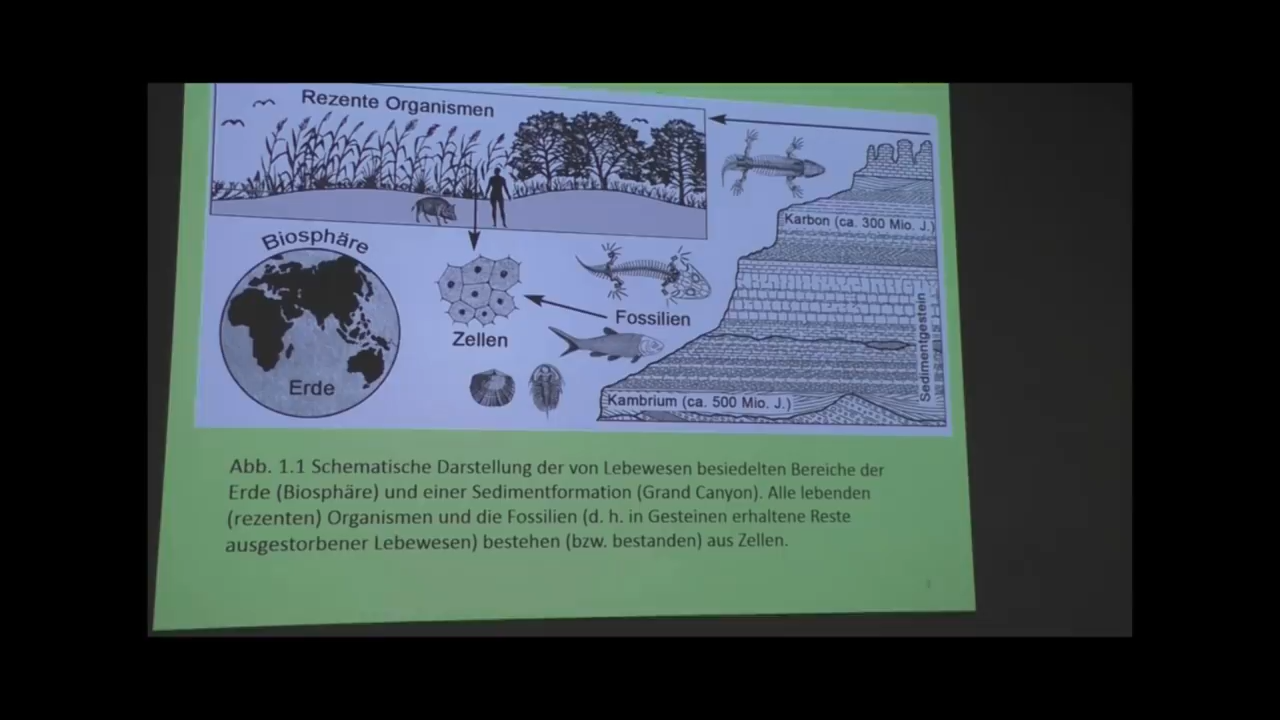 Rezente Organismen
Karbon (ca. 300 Mio. J.)
Biosphäre
Fossilien
Zellen
Sedimentgestein
Erde
Kambrium (ca. 500 Mio. J.)
Abb. 1.1 Schematische Darstellung der von Lebewesen besiedelten Bereiche der
Erde (Biosphäre) und einer Sedimentformation (Grand Canyon). Alle lebenden
(rezenten) Organismen und die Fossilien (d. h. in Gesteinen erhaltene Reste
ausgestorbener Lebewesen) bestehen (bzw. bestanden) aus Zellen.